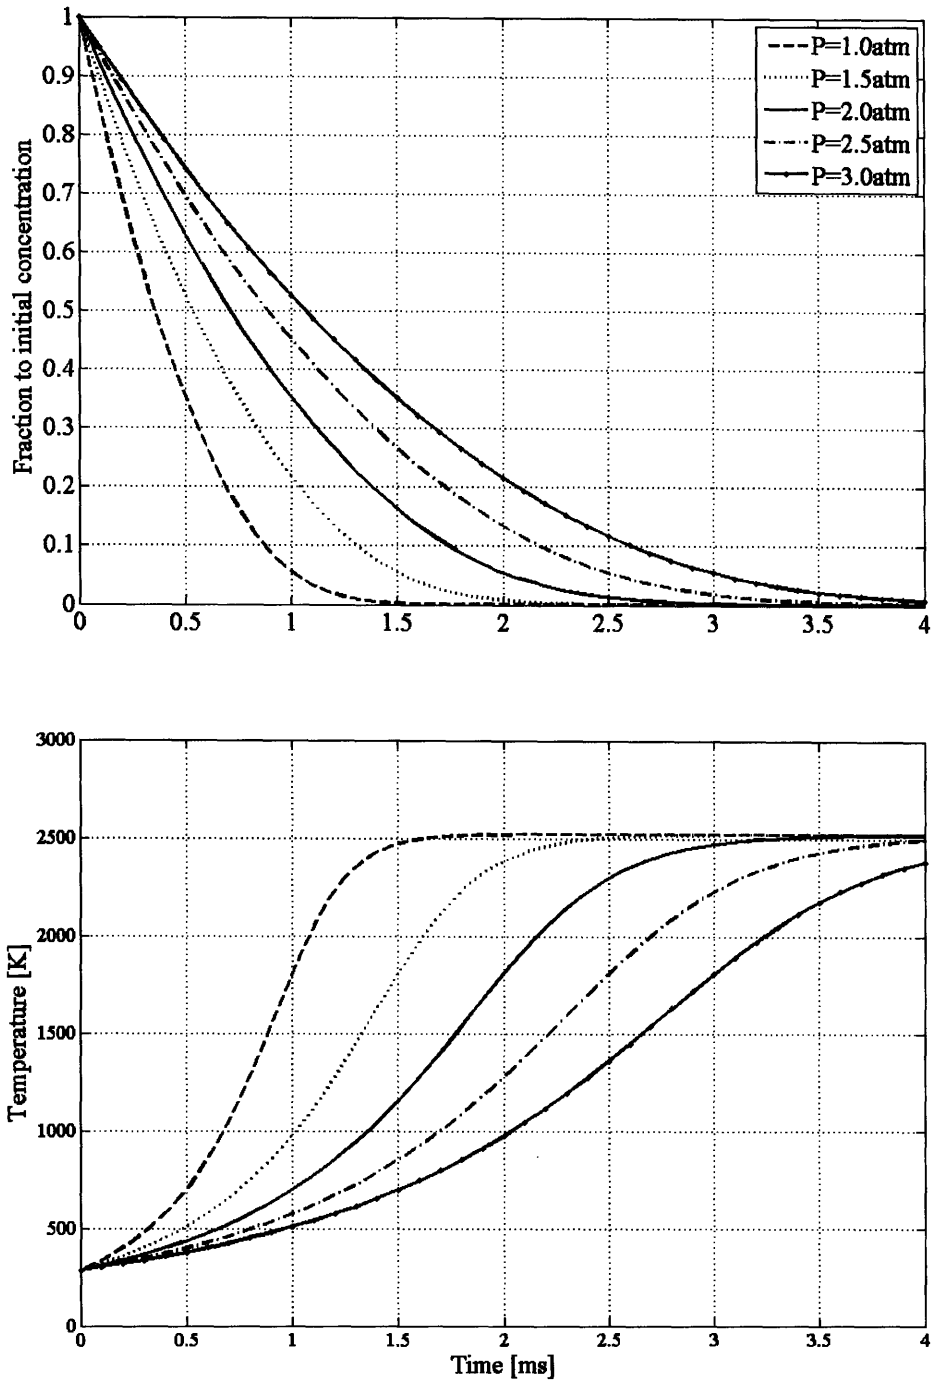 1
0.9
0.8
0.7
0.6
0.5
0.4
0.3
0.2
0.1
0
Fraction to initial concentration
P=1.0atm
P=1.5atm
P=2.0atm
P=2.5atm
P=3.0atm
0 0.5 1 1.5 2 2.5 3 3.5 4
3000
2500
2000
1500
1000
500
0
Temperature [K]
0 0.5 1 1.5 2 2.5 3 3.5 4
Time [ms]